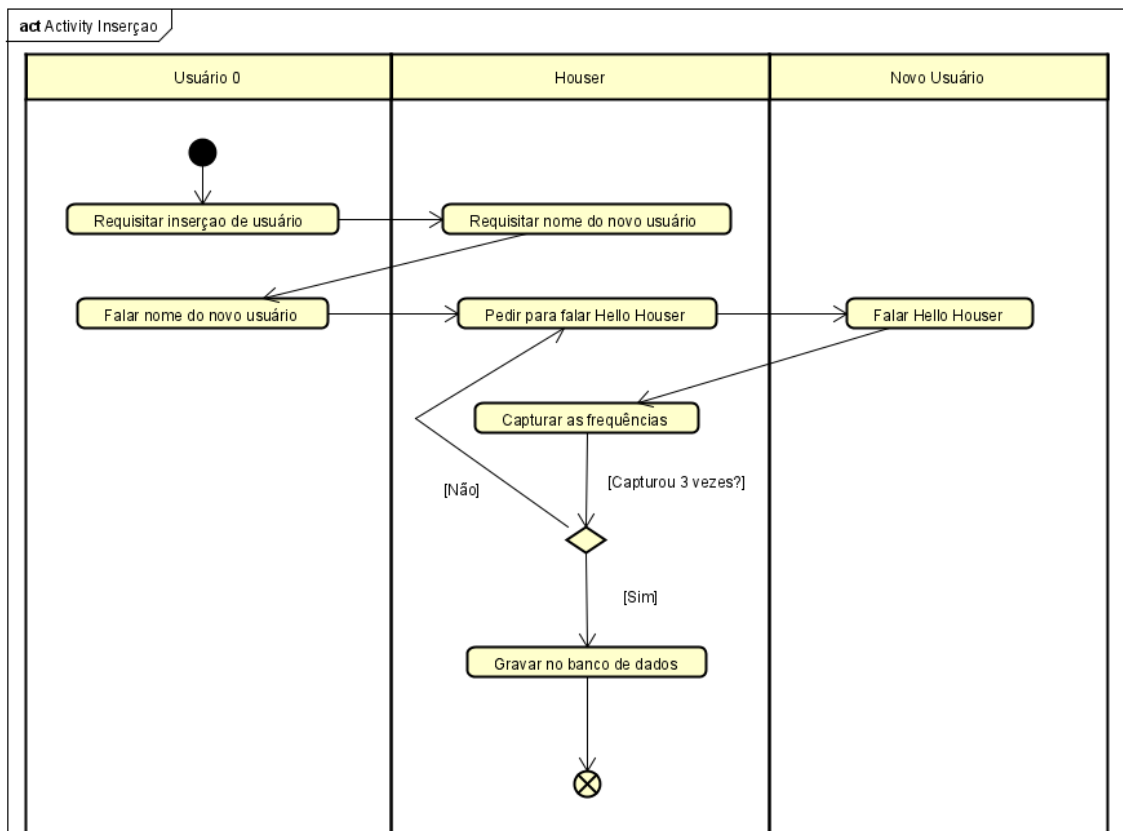 act Activity Inserçao
Usuário 0
Houser
Novo Usuário
Requisitar inserçao de usuário
Requisitar nome do novo usuário
Falar nome do novo usuário
Pedir para falar Hello Houser
Falar Hello Houser
Capturar as frequências
[Não]
[Capturou 3 vezes?]
[Sim]
Gravar no banco de dados